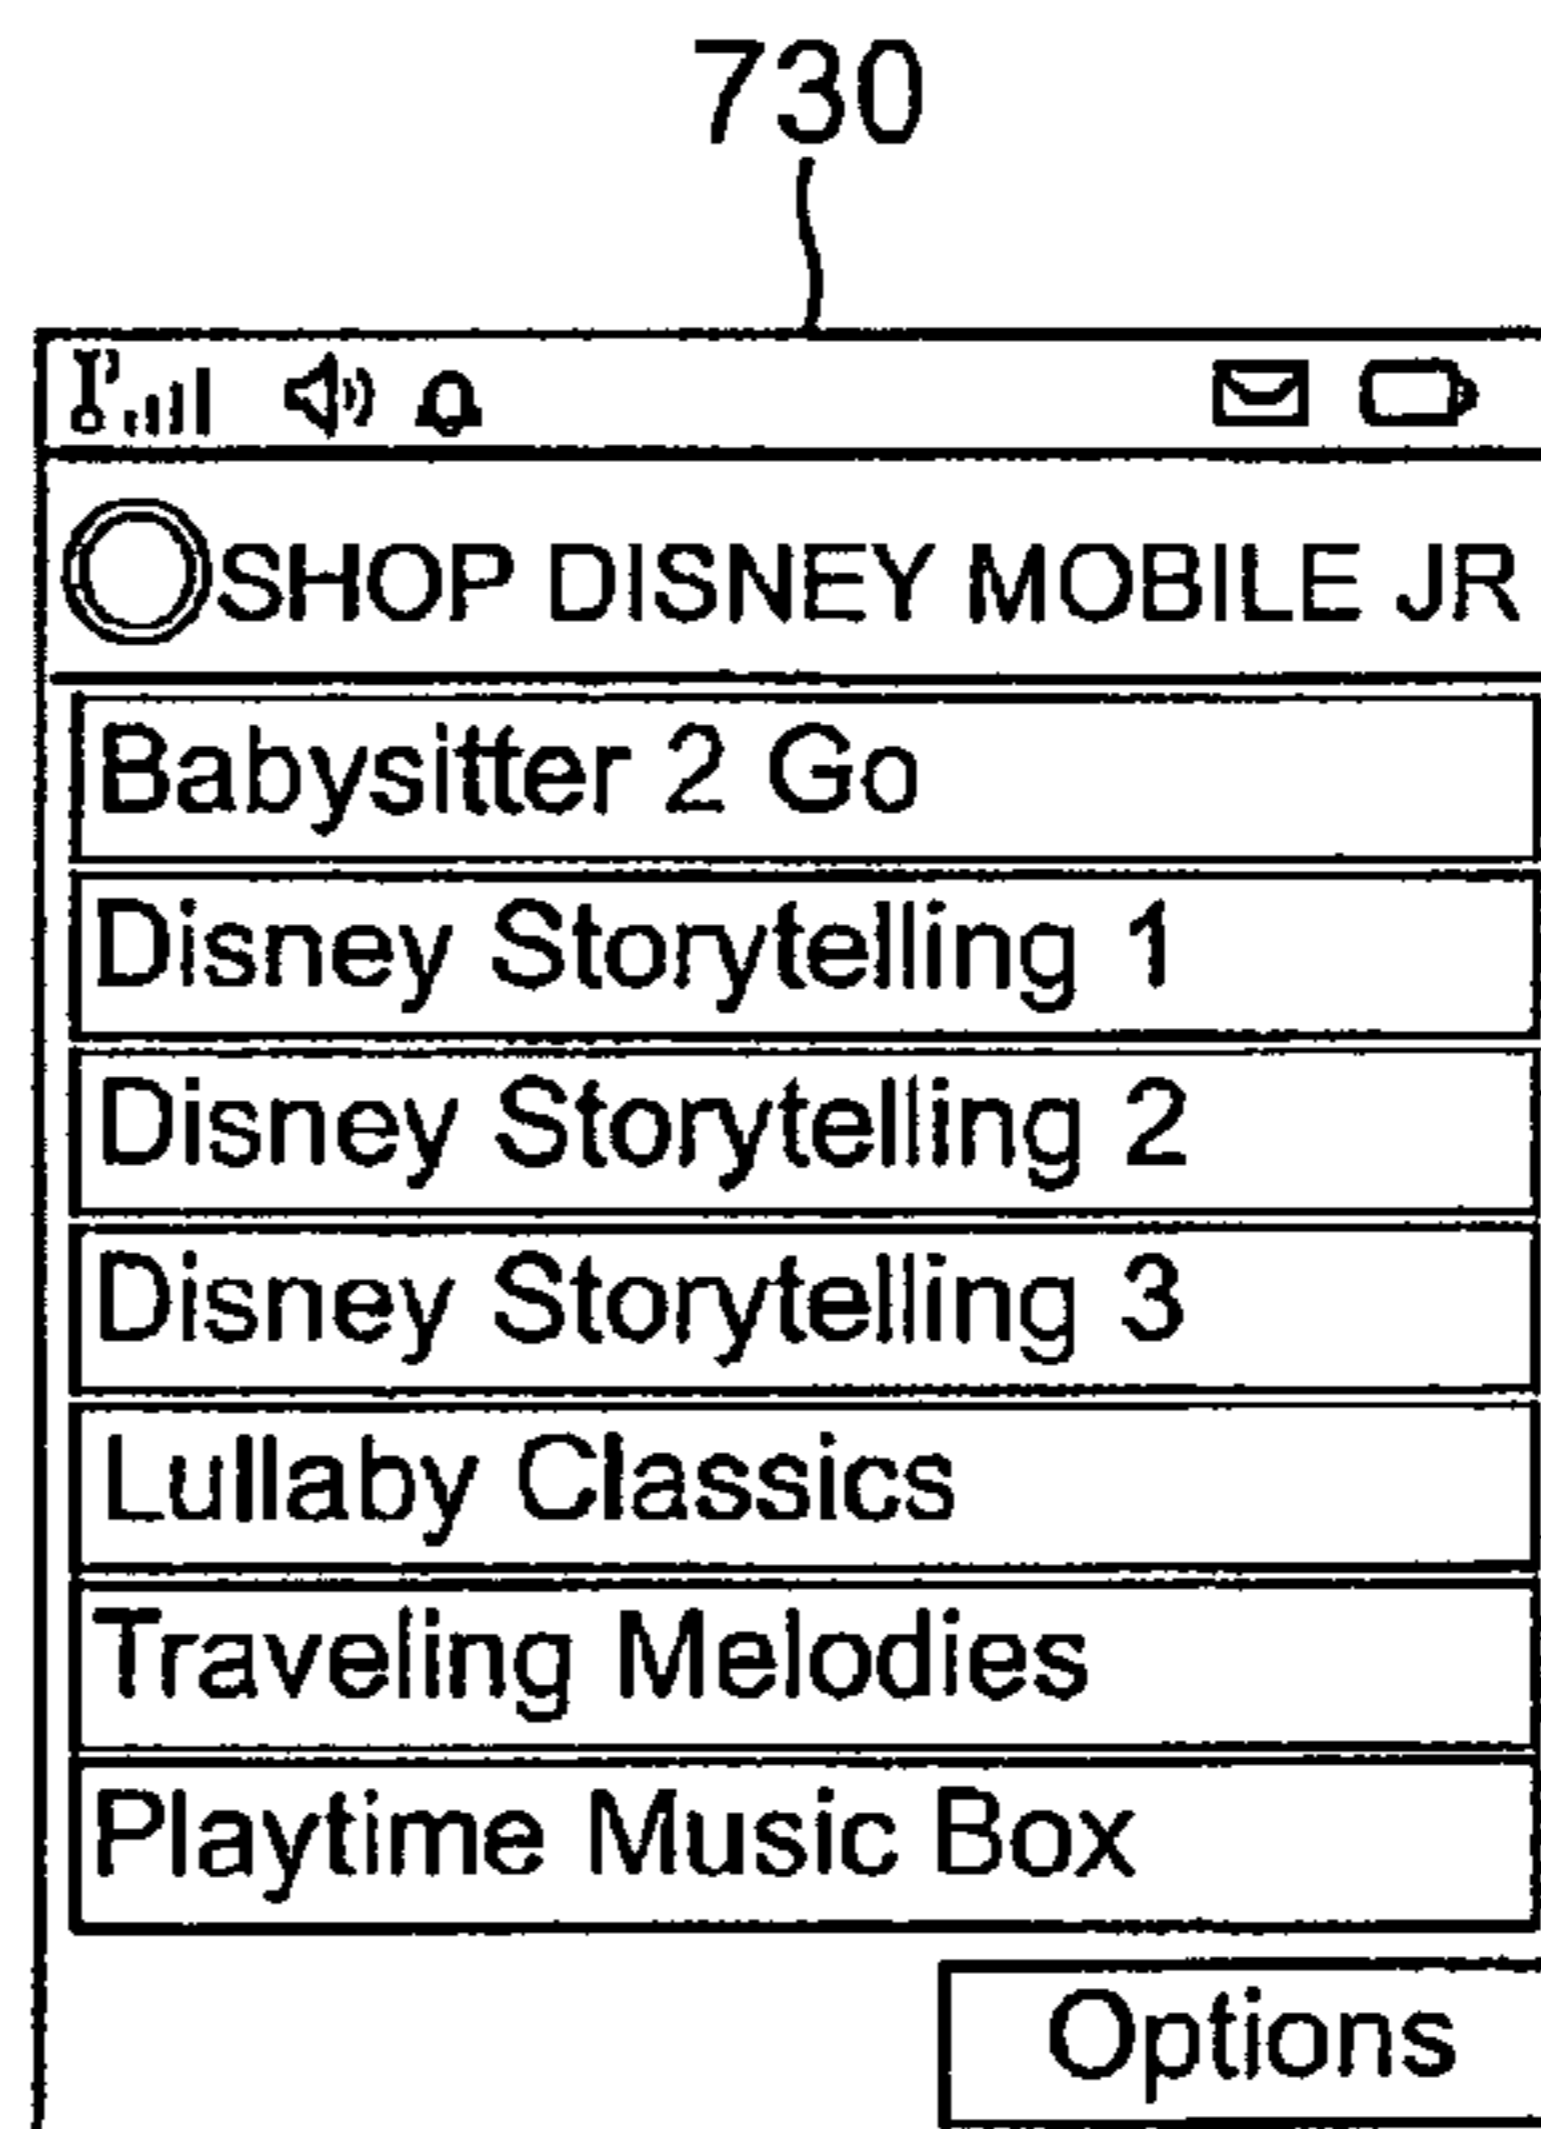 730
SHOP DISNEY MOBILE JR
Babysitter 2 Go
Disney Storytelling 1
Disney Storytelling 2
Disney Storytelling 3
Lullaby Classics
Traveling Melodies
Playtime Music Box
Options